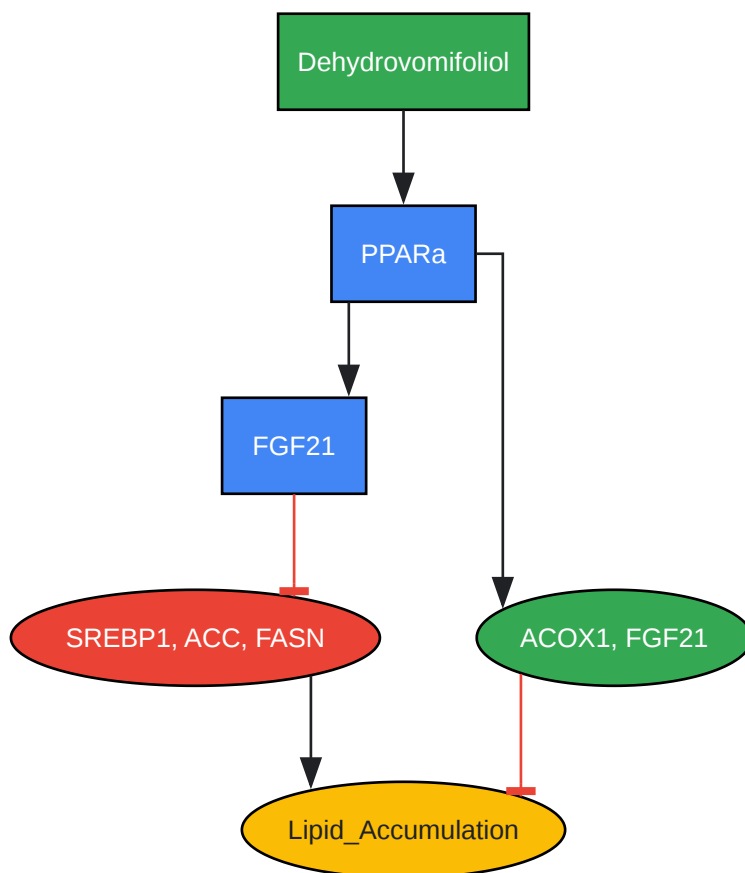 Dehydrovomifoliol
PPARa
FGF21
SREBP1, ACC, FASN
ACOX1, FGF21
Lipid_Accumulation